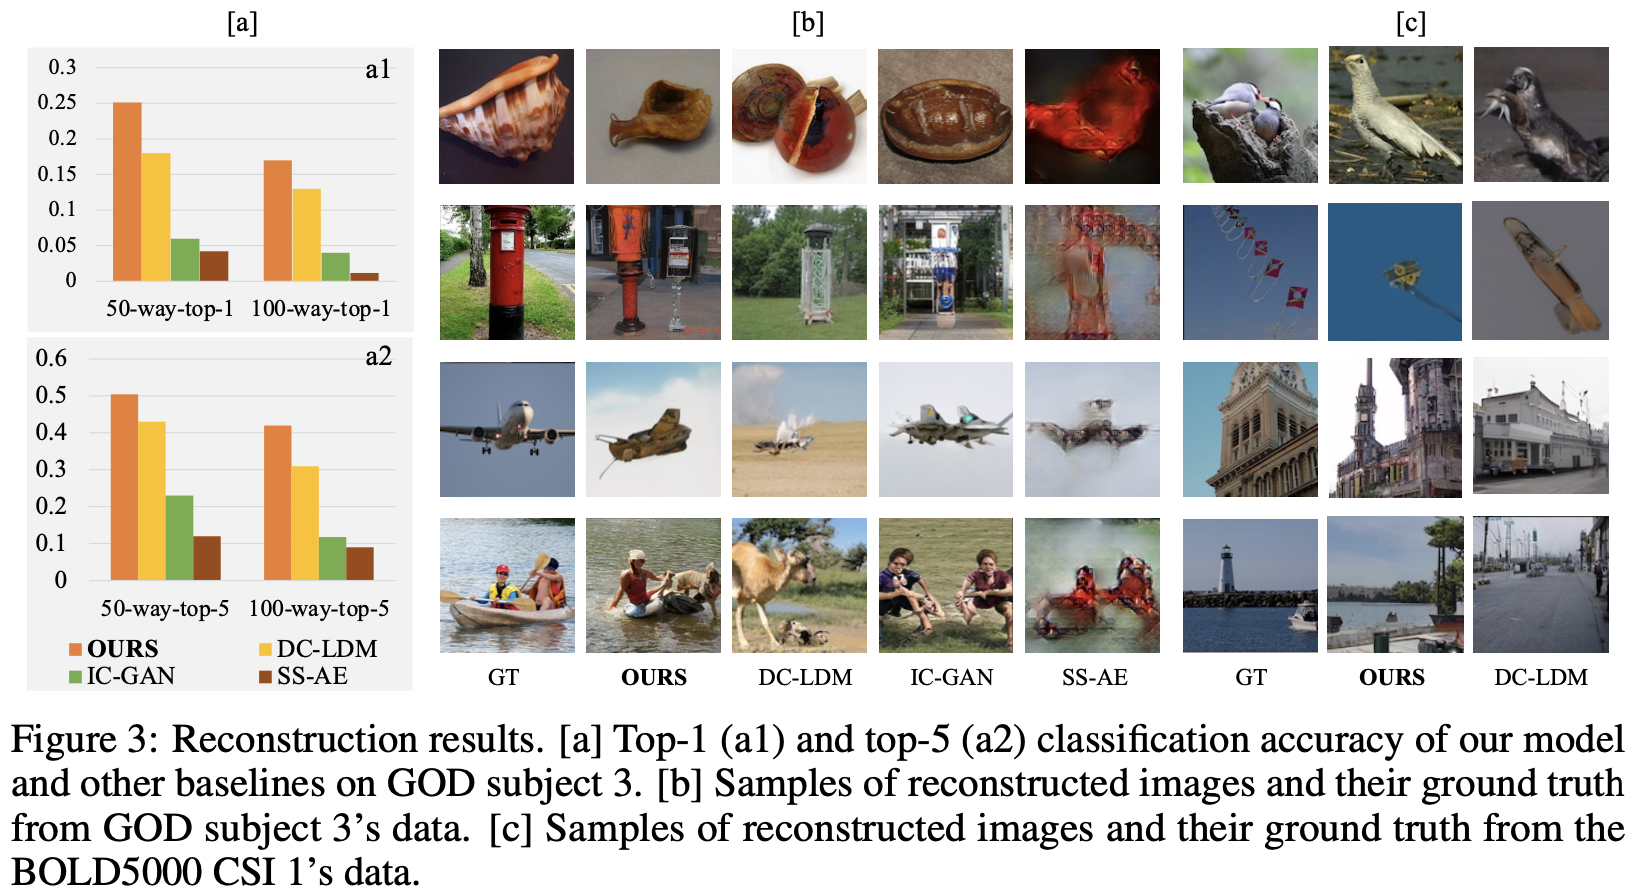 [a]
[b]
[c]
a1
0.3
0.25
0.2
0.15
0.1
0.05
0
50-way-top-1 100-way-top-1
a2
0.6
0.5
0.4
0.3
0.2
0.1
0
50-way-top-5 100-way-top-5
OURS DC-LDM
IC-GAN SS-AE
GT OURS DC-LDM IC-GAN SS-AE
GT OURS DC-LDM
Figure 3: Reconstruction results. [a] Top-1 (a1) and top-5 (a2) classification accuracy of our model
and other baselines on GOD subject 3. [b] Samples of reconstructed images and their ground truth
from GOD subject 3's data. [c] Samples of reconstructed images and their ground truth from the
BOLD5000 CSI 1's data.